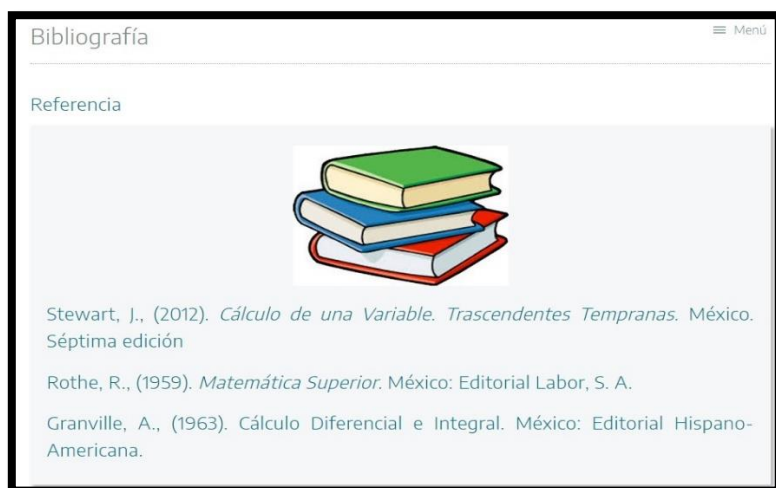 Bibliografía
≡ Menú
Referencia
Stewart, J., (2012). Cálculo de una Variable. Trascendentes Tempranas. México.
Séptima edición
Rothe, R., (1959). Matemática Superior. México: Editorial Labor, S. A.
Granville, A., (1963). Cálculo Diferencial e Integral. México: Editorial Hispano-
Americana.